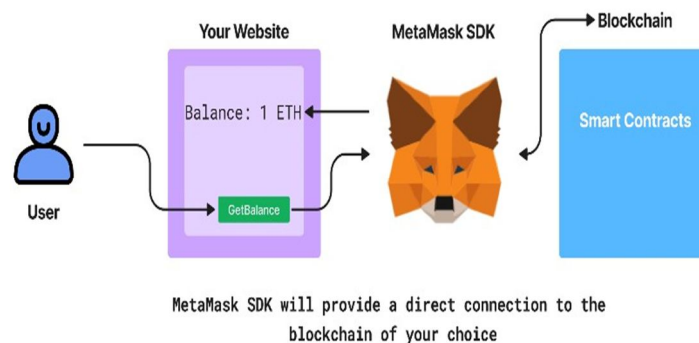 Your Website
MetaMask SDK
Blockchain
Balance: 1 ETH
Smart Contracts
User
GetBalance
MetaMask SDK will provide a direct connection to the
blockchain of your choice